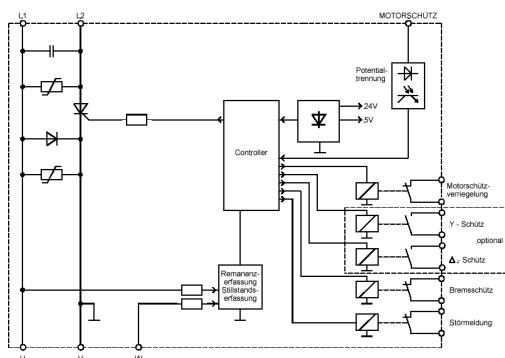 L1
L2
MOTORSCHÜTZ
Potential-
trennung
24V
5V
Controller
Motorschütz-
verriegelung
Y - Schütz
optional
Δ - Schütz
Remanenz-
erfassung
Stillstands-
erfassung
Bremsschütz
Störmeldung
U
V
W